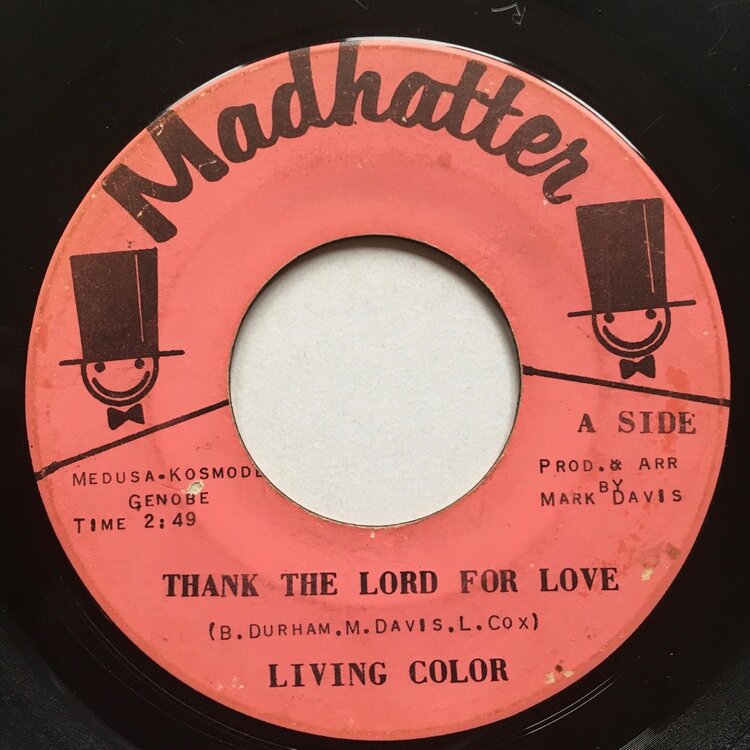 Madhatter
A SIDE
MEDUSA-KOSMODE
GENOBE
TIME 2:49
PROD. & ARR
BY
MARK DAVIS
THANK THE LORD FOR LOVE
(B. DURHAM. M. DAVIS. L. COX)
LIVING COLOR